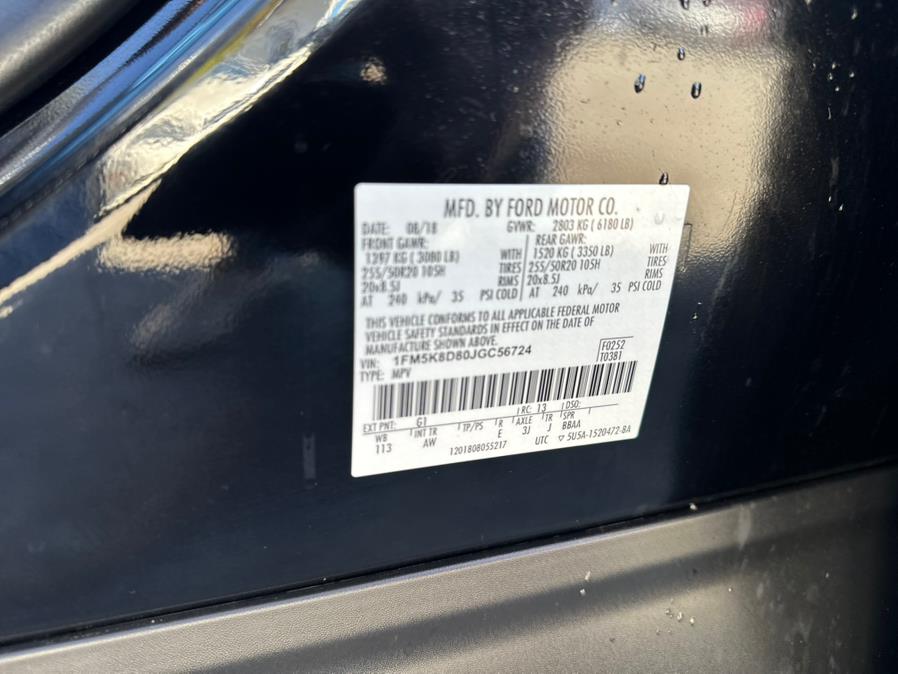 MFD. BY FORD MOTOR CO.
DATE: 08/18 GVWR: 2803 KG ( 6180 LB)
FRONT GAWR: REAR GAWR:
1397 KG ( 3080 LB) WITH 1520 KG ( 3350 LB) WITH
255/50R20 105H TIRES 255/50R20 105H TIRES
20x8.5J RIMS 20x8.5J RIMS
AT 240 kPa/ 35 PSI COLD AT 240 kPa/ 35 PSI COLD
THIS VEHICLE CONFORMS TO ALL APPLICABLE FEDERAL MOTOR
VEHICLE SAFETY STANDARDS IN EFFECT ON THE DATE OF
MANUFACTURE SHOWN ABOVE.
VIN: 1FM5K8D80JGC56724 F0252
TYPE: MPV T0381
EXT PNT: G1 RC: 13 DSO:
WB INT TR TP/PS R AXLE TR SPR
113 AW E 3J J BBAA
1201808055217 UTC ▽ 5U5A-1520472-BA